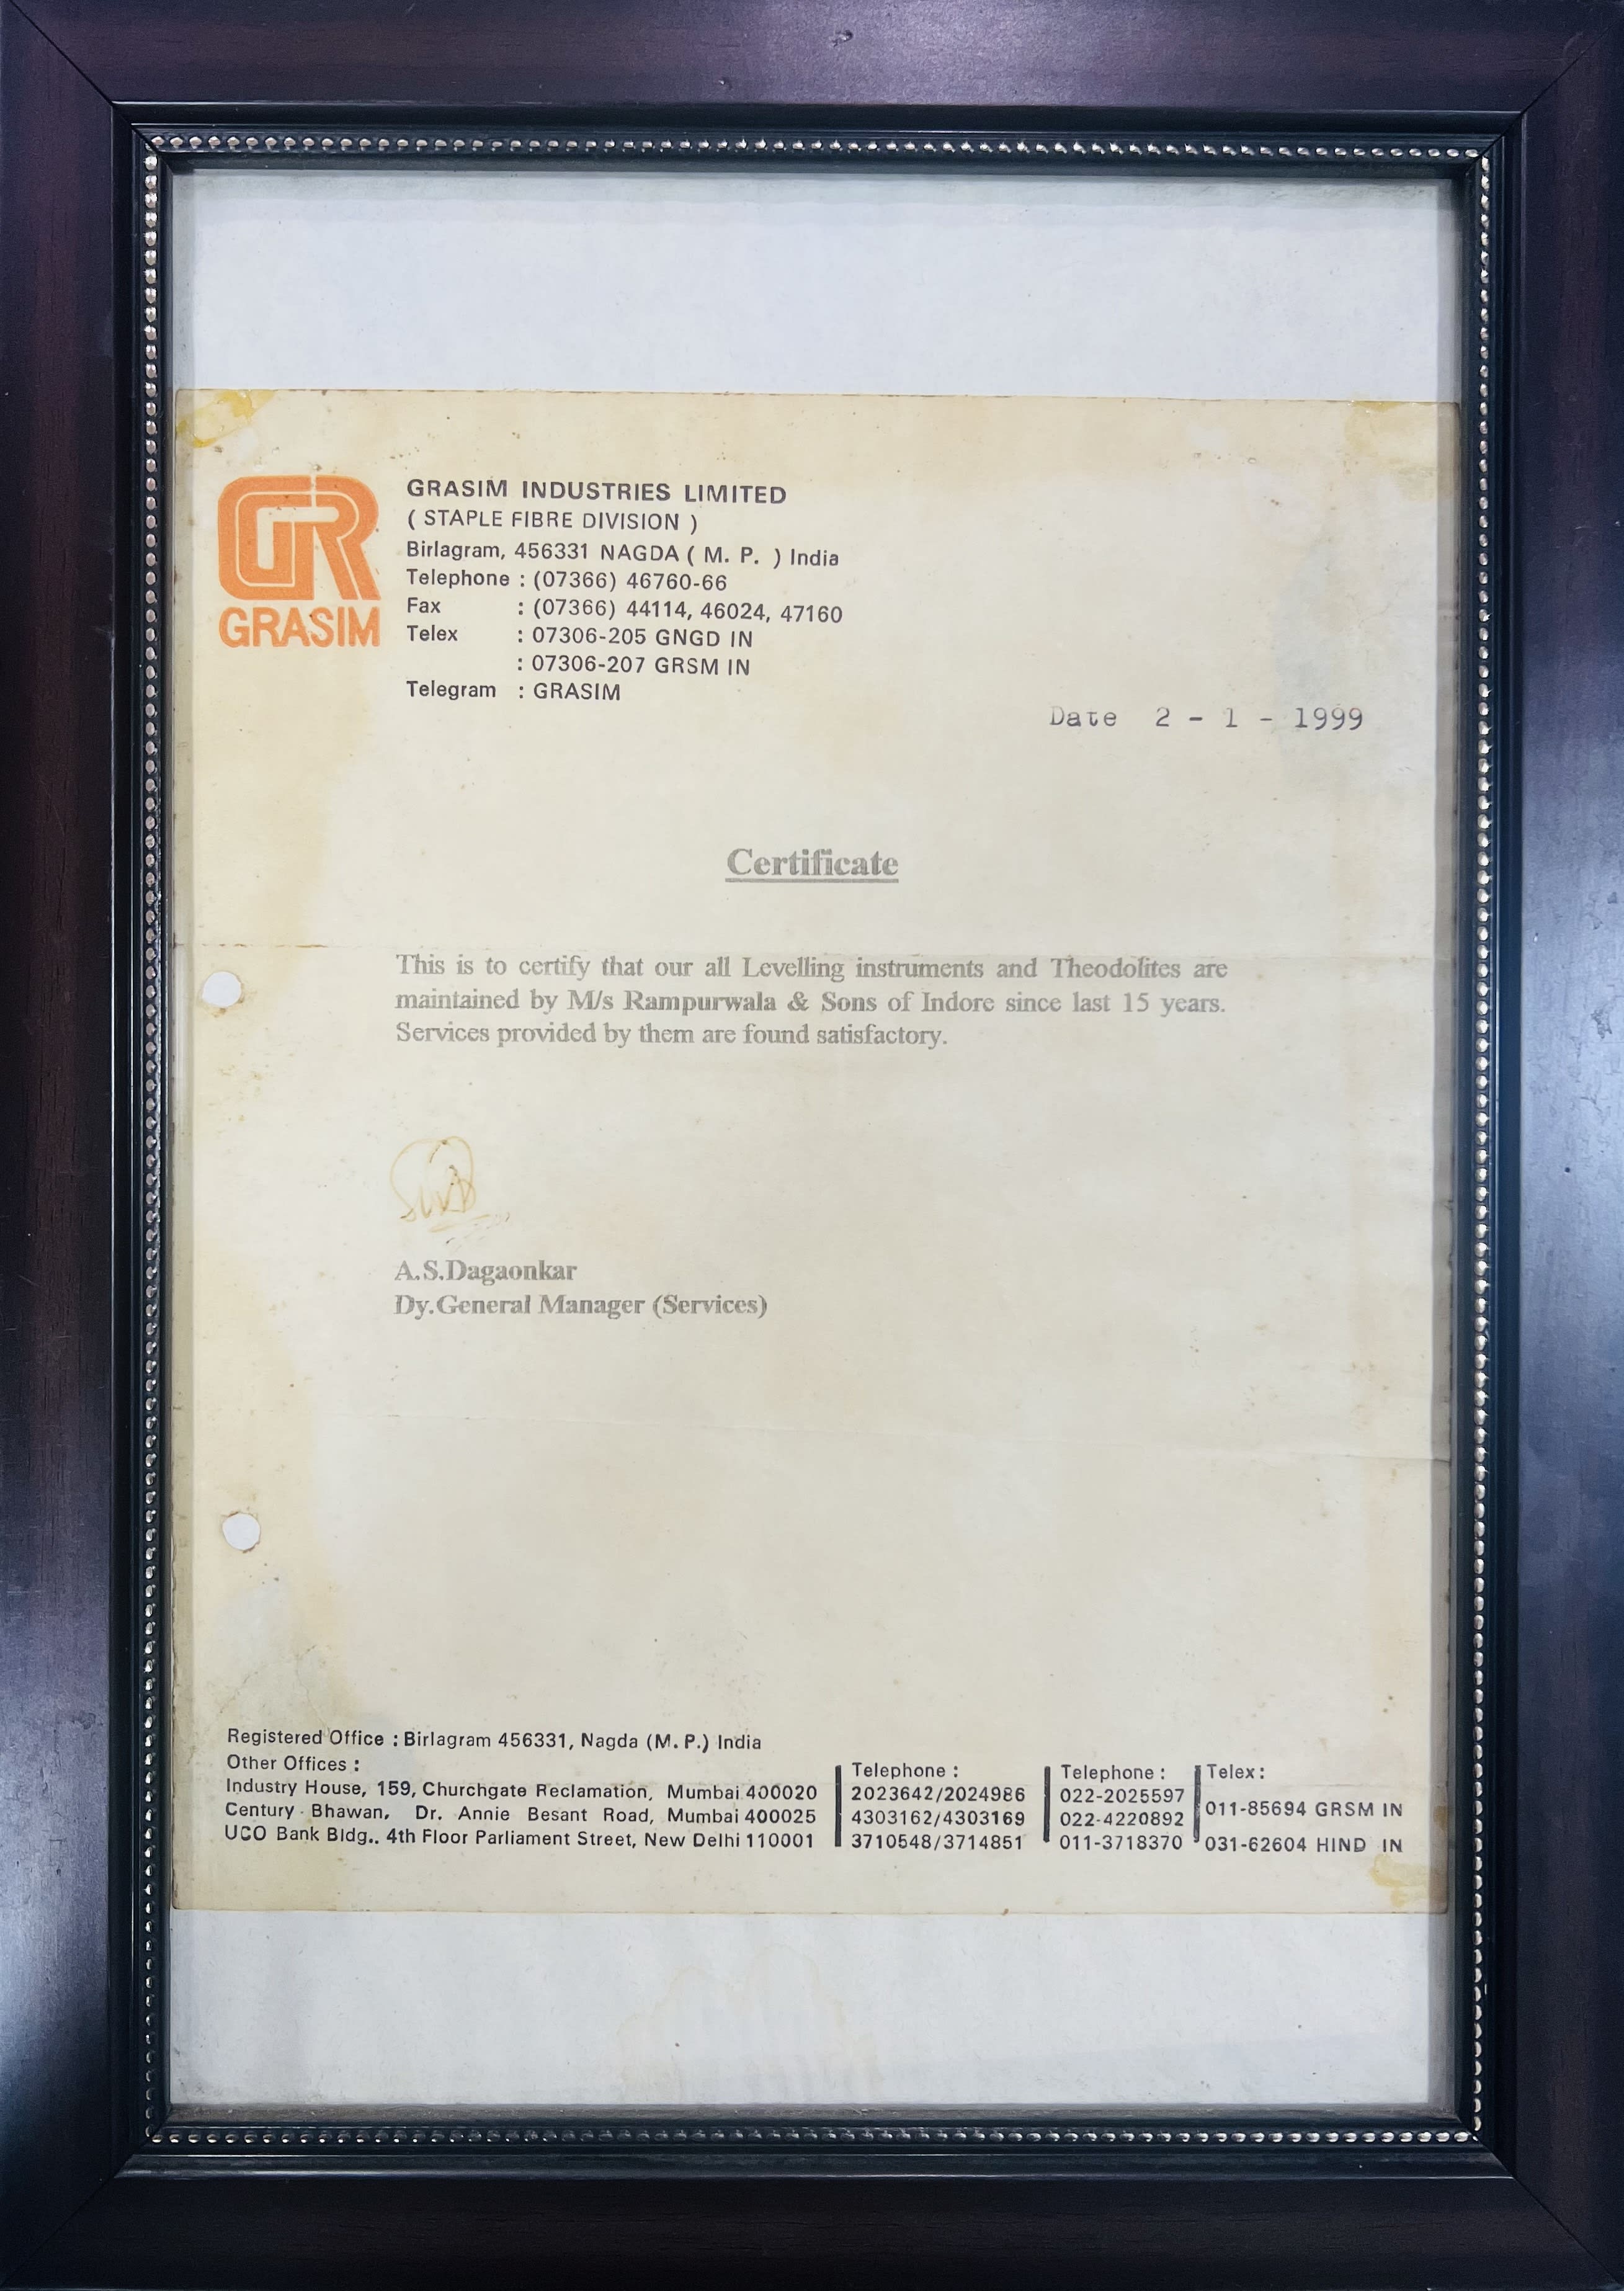 GR
GRASIM
GRASIM INDUSTRIES LIMITED
( STAPLE FIBRE DIVISION )
Birlagram, 456331 NAGDA ( M. P. ) India
Telephone : (07366) 46760-66
Fax : (07366) 44114, 46024, 47160
Telex : 07306-205 GNGD IN
: 07306-207 GRSM IN
Telegram : GRASIM
Date 2 - 1 - 1999
Certificate
This is to certify that our all Levelling instruments and Theodolites are
maintained by M/s Rampurwala & Sons of Indore since last 15 years.
Services provided by them are found satisfactory.
A.S.Dagaonkar
Dy.General Manager (Services)
Registered Office : Birlagram 456331, Nagda (M. P.) India
Other Offices :
Industry House, 159, Churchgate Reclamation, Mumbai 400020
Century Bhawan, Dr. Annie Besant Road, Mumbai 400025
UCO Bank Bldg., 4th Floor Parliament Street, New Delhi 110001
Telephone :
2023642/2024986
4303162/4303169
3710548/3714851
Telephone :
022-2025597
022-4220892
011-3718370
Telex :
011-85694 GRSM IN
031-62604 HIND IN